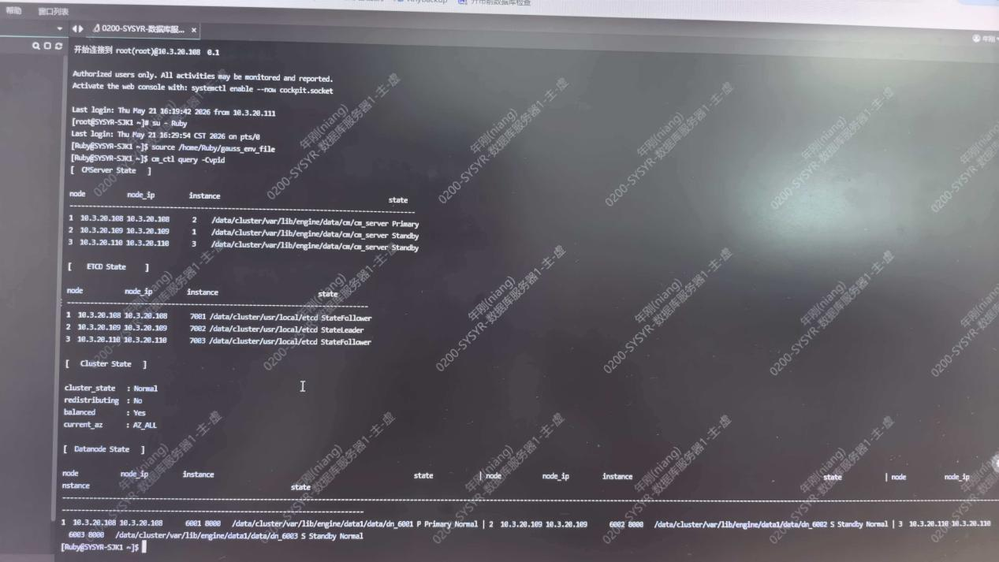 帮助 窗口列表
0200-SYSYR-数据库服... ×
年刚
开始连接到 root(root)@10.3.20.108 0.1
Authorized users only. All activities may be monitored and reported.
Activate the web console with: systemctl enable --now cockpit.socket
Last login: Thu May 21 16:19:42 2026 from 10.3.20.111
[root@SYSYR-SJK1 ~]# su - Ruby
Last login: Thu May 21 16:29:54 CST 2026 on pts/0
[Ruby@SYSYR-SJK1 ~]$ source /home/Ruby/gauss_env_file
[Ruby@SYSYR-SJK1 ~]$ cm_ctl query -Cvpid
[ CMServer State ]
node node_ip instance state
--------------------------------------------------------------------------------
1 10.3.20.108 10.3.20.108 2 /data/cluster/var/lib/engine/data/cm/cm_server Primary
2 10.3.20.109 10.3.20.109 1 /data/cluster/var/lib/engine/data/cm/cm_server Standby
3 10.3.20.110 10.3.20.110 3 /data/cluster/var/lib/engine/data/cm/cm_server Standby
[ ETCD State ]
node node_ip instance state
--------------------------------------------------------------------------------
1 10.3.20.108 10.3.20.108 7001 /data/cluster/usr/local/etcd StateFollower
2 10.3.20.109 10.3.20.109 7002 /data/cluster/usr/local/etcd StateLeader
3 10.3.20.110 10.3.20.110 7003 /data/cluster/usr/local/etcd StateFollower
[ Cluster State ]
cluster_state : Normal
redistributing : No
balanced : Yes
current_az : AZ_ALL
[ Datanode State ]
node node_ip instance state | node node_ip instance state | node node_ip
nstance state
--------------------------------------------------------------------------------
1 10.3.20.108 10.3.20.108 6001 8000 /data/cluster/var/lib/engine/data1/data/dn_6001 P Primary Normal | 2 10.3.20.109 10.3.20.109 6002 8000 /data/cluster/var/lib/engine/data1/data/dn_6002 S Standby Normal | 3 10.3.20.110 10.3.20.110
6003 8000 /data/cluster/var/lib/engine/data1/data/dn_6003 S Standby Normal
[Ruby@SYSYR-SJK1 ~]$
年刚(niang)
0200-SYSYR-数据库服务器1-主-虚